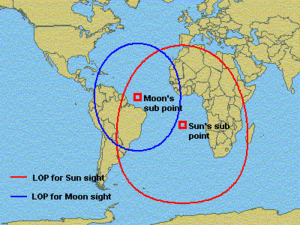 Moon's
sub point
Sun's sub
point
LOP for Sun sight
LOP for Moon sight